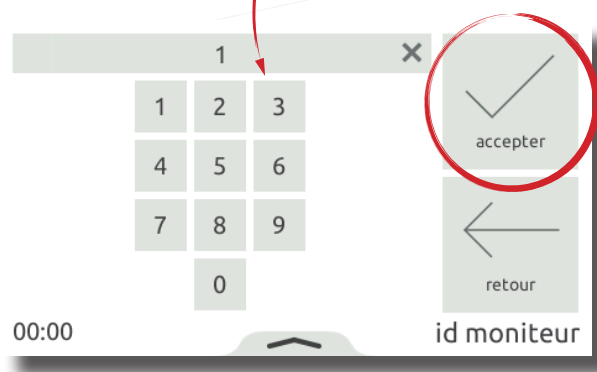 1 ×
1 2 3
accepter
4 5 6
7 8 9
0
retour
00:00
id moniteur